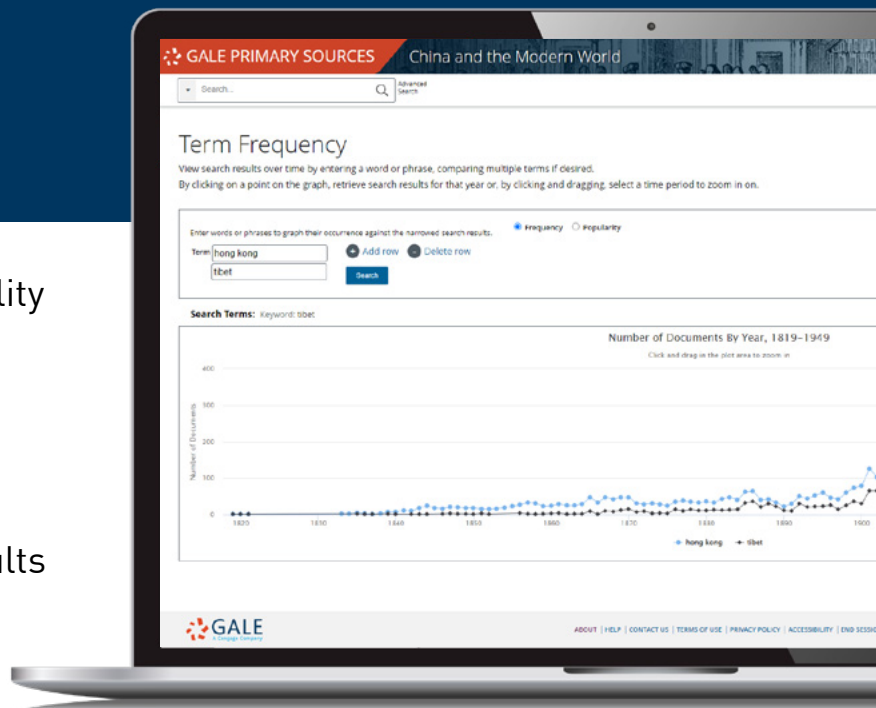 GALE PRIMARY SOURCES China and the Modern World
Search... Advanced
Search
Term Frequency
View search results over time by entering a word or phrase, comparing multiple terms if desired.
By clicking on a point on the graph, retrieve search results for that year or, by clicking and dragging, select a time period to zoom in on.
lity
Enter words or phrases to graph their occurrence against the narrowed search results. Frequency Popularity
Term hong kong + Add row - Delete row
tibet Search
Search Terms: Keyword: tibet
Number of Documents By Year, 1819-1949
Click and drag in the plot area to zoom in
Number of Documents
400
300
200
100
0
1820 1830 1840 1850 1860 1870 1880 1890 1900
hong kong tibet
ults
GALE
A Cengage Company
ABOUT | HELP | CONTACT US | TERMS OF USE | PRIVACY POLICY | ACCESSIBILITY | END SESSIO